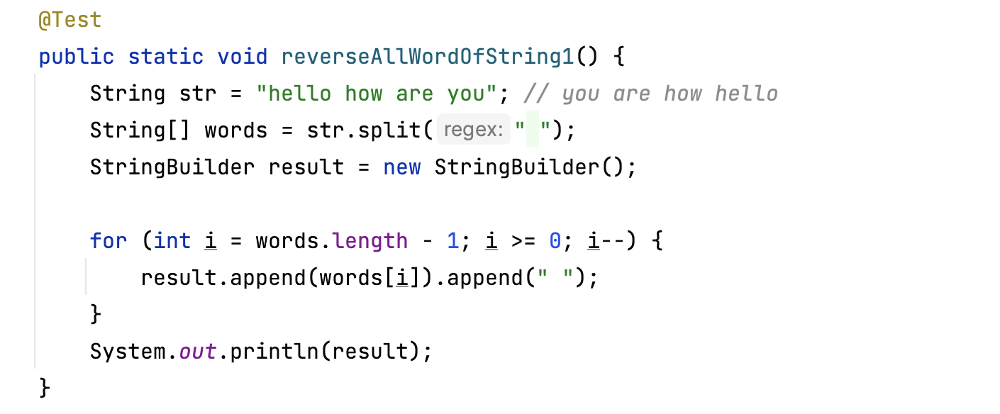 @Test
public static void reverseAllWordOfString1() {
    String str = "hello how are you"; // you are how hello
    String[] words = str.split( regex: " ");
    StringBuilder result = new StringBuilder();

    for (int i = words.length - 1; i >= 0; i--) {
        result.append(words[i]).append(" ");
    }
    System.out.println(result);
}